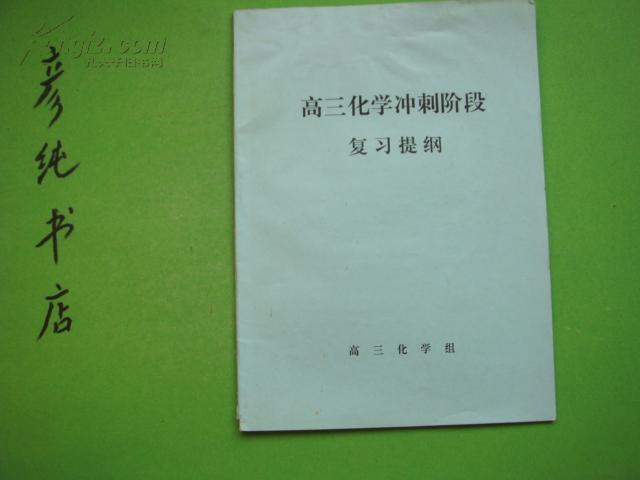 kongfz.com
孔夫子旧书网
彦纯书店
高三化学冲刺阶段
复习提纲
高三化学组